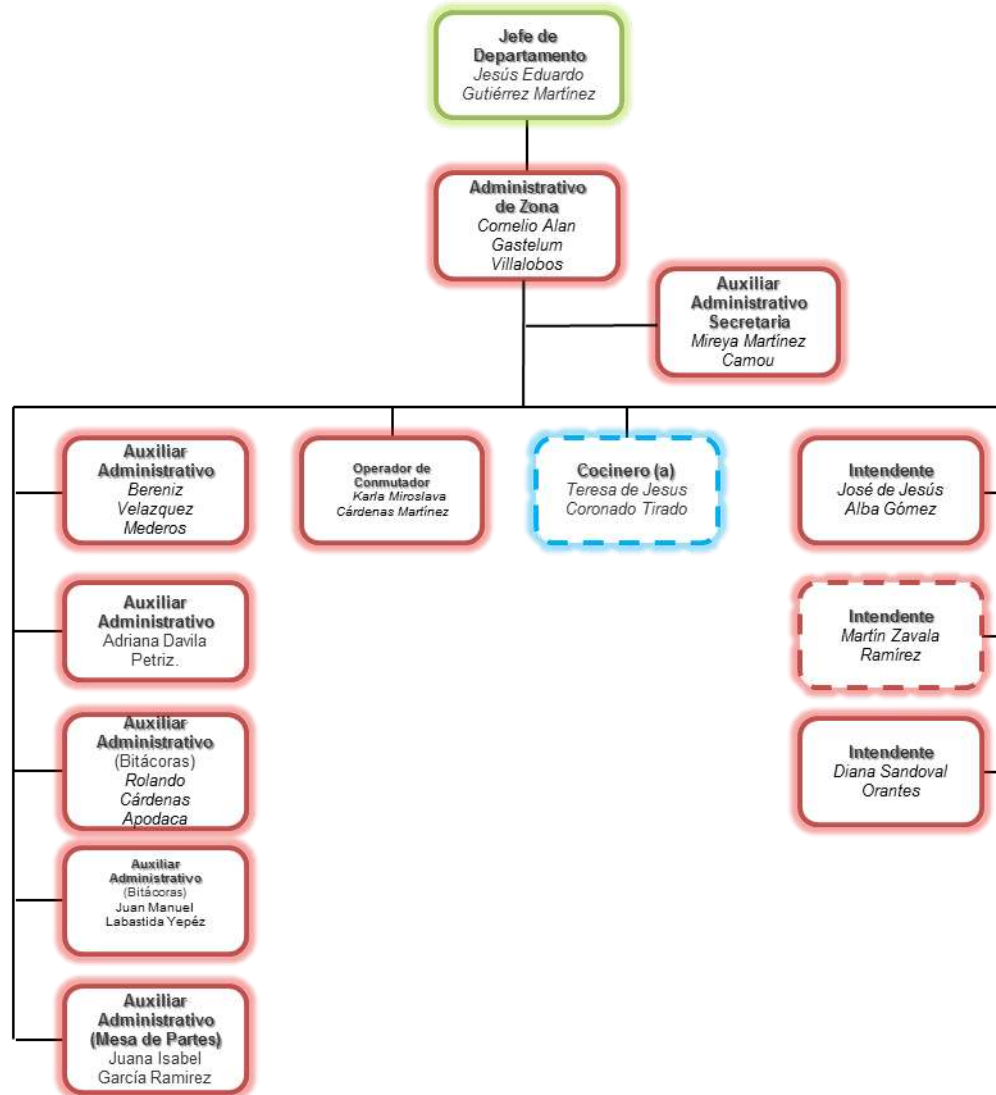 Jefe de
Departamento
Jesús Eduardo
Gutiérrez Martínez
Administrativo
de Zona
Cornelio Alan
Gastelum
Villalobos
Auxiliar
Administrativo
Secretaria
Mireya Martínez
Camou
Auxiliar
Administrativo
Bereniz
Velazquez
Mederos
Operador de
Conmutador
Karla Miroslava
Cárdenas Martínez
Cocinero (a)
Teresa de Jesus
Coronado Tirado
Intendente
José de Jesús
Alba Gómez
Auxiliar
Administrativo
Adriana Davila
Petriz.
Intendente
Martín Zavala
Ramírez
Auxiliar
Administrativo
(Bitácoras)
Rolando
Cárdenas
Apodaca
Intendente
Diana Sandoval
Orantes
Auxiliar
Administrativo
(Bitácoras)
Juan Manuel
Labastida Yepéz
Auxiliar
Administrativo
(Mesa de Partes)
Juana Isabel
García Ramirez